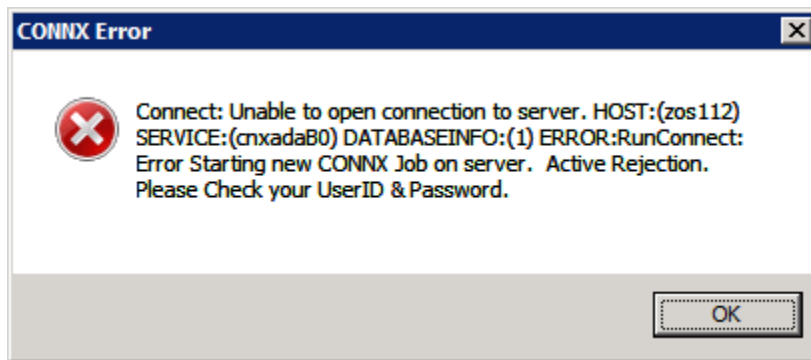 CONNX Error
Connect: Unable to open connection to server. HOST:(zos112)
SERVICE:(cnxadaB0) DATABASEINFO:(1) ERROR:RunConnect:
Error Starting new CONNX Job on server.  Active Rejection.
Please Check your UserID & Password.
OK